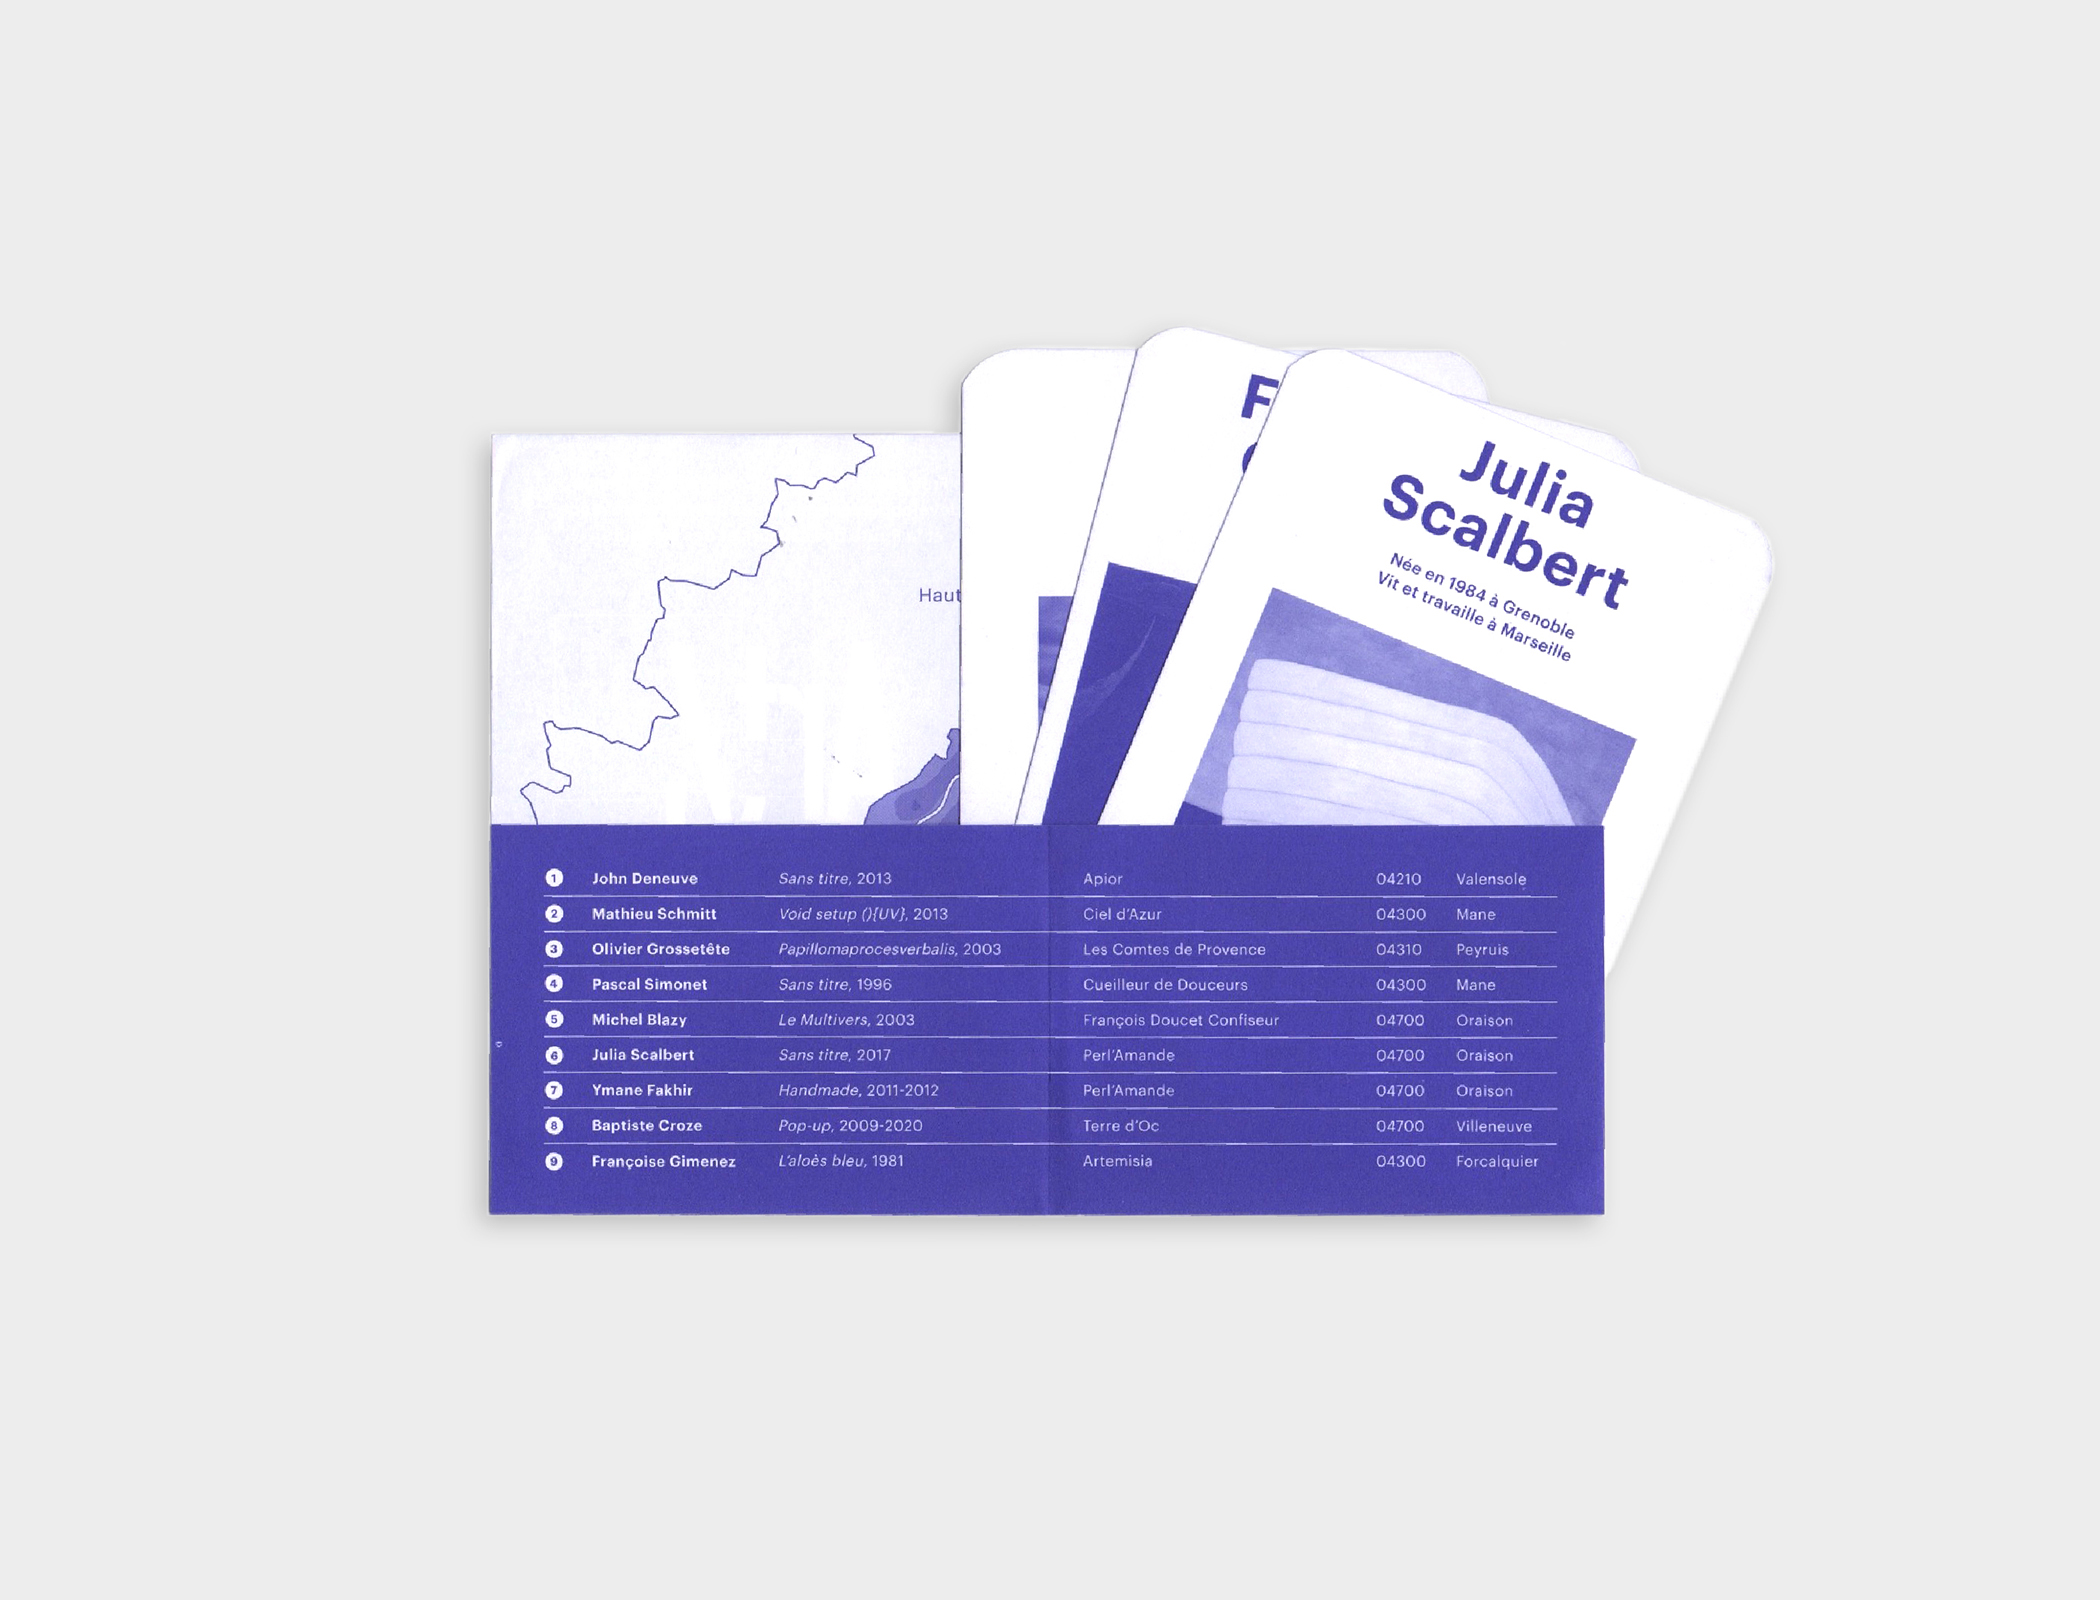 Haut
F
Julia
Scalbert
Née en 1984 à Grenoble
Vit et travaille à Marseille
1 John Deneuve Sans titre, 2013 Apior 04210 Valensole
2 Mathieu Schmitt Void setup (){UV}, 2013 Ciel d'Azur 04300 Mane
3 Olivier Grossetête Papillomaprocesverbalis, 2003 Les Comtes de Provence 04310 Peyruis
4 Pascal Simonet Sans titre, 1996 Cueilleur de Douceurs 04300 Mane
5 Michel Blazy Le Multivers, 2003 François Doucet Confiseur 04700 Oraison
6 Julia Scalbert Sans titre, 2017 Perl'Amande 04700 Oraison
7 Ymane Fakhir Handmade, 2011-2012 Perl'Amande 04700 Oraison
8 Baptiste Croze Pop-up, 2009-2020 Terre d'Oc 04700 Villeneuve
9 Françoise Gimenez L'aloès bleu, 1981 Artemisia 04300 Forcalquier